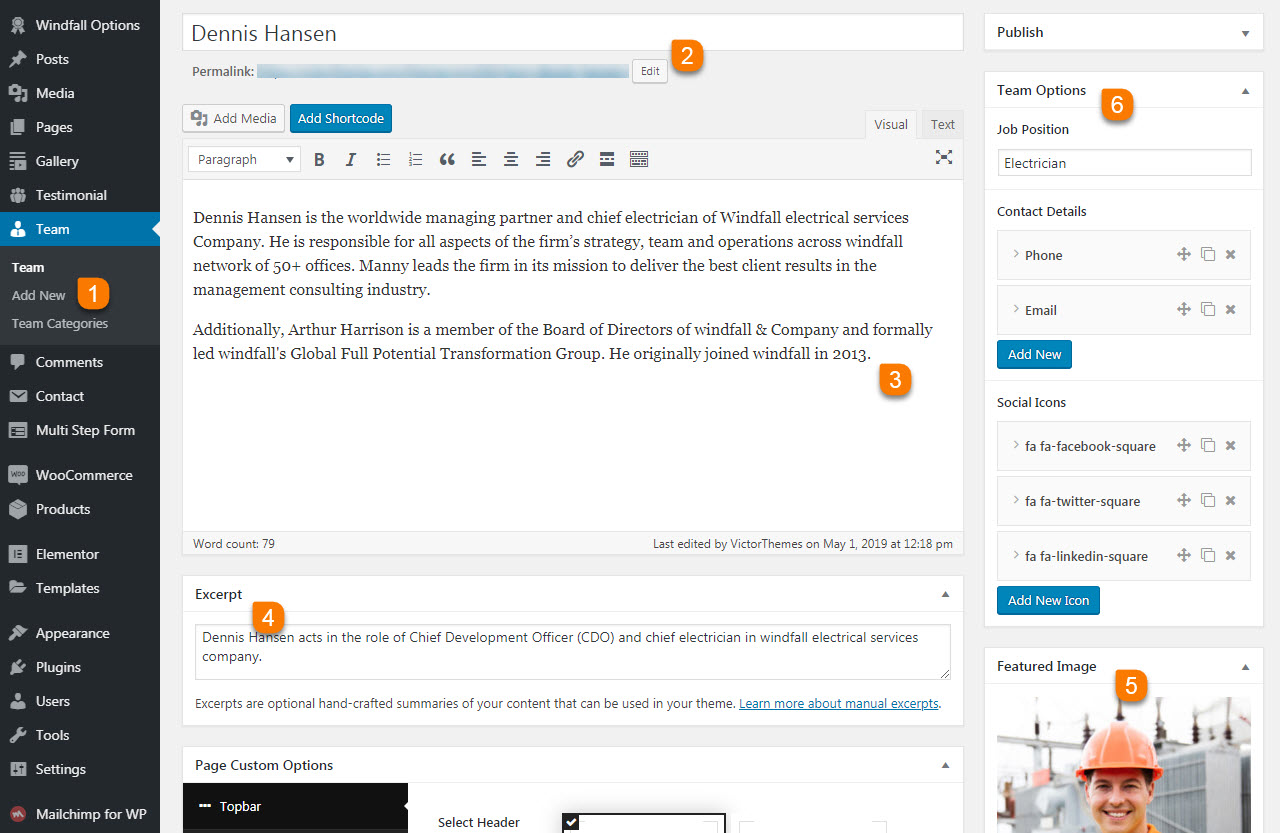 Windfall Options
Posts
Media
Pages
Gallery
Testimonial
Team
Team
Add New
1
Team Categories
Comments
Contact
Multi Step Form
WooCommerce
Products
Elementor
Templates
Appearance
Plugins
Users
Tools
Settings
Mailchimp for WP
Dennis Hansen
Permalink:
Edit
2
Add Media
Add Shortcode
Visual
Text
Paragraph
B I
Dennis Hansen is the worldwide managing partner and chief electrician of Windfall electrical services
Company. He is responsible for all aspects of the firm’s strategy, team and operations across windfall
network of 50+ offices. Manny leads the firm in its mission to deliver the best client results in the
management consulting industry.
Additionally, Arthur Harrison is a member of the Board of Directors of windfall & Company and formally
led windfall's Global Full Potential Transformation Group. He originally joined windfall in 2013.
3
Word count: 79
Last edited by VictorThemes on May 1, 2019 at 12:18 pm
Excerpt
4
Dennis Hansen acts in the role of Chief Development Officer (CDO) and chief electrician in windfall electrical services
company.
Excerpts are optional hand-crafted summaries of your content that can be used in your theme. Learn more about manual excerpts.
Page Custom Options
Topbar
Select Header
Publish
Team Options
6
Job Position
Electrician
Contact Details
Phone
Email
Add New
Social Icons
fa fa-facebook-square
fa fa-twitter-square
fa fa-linkedin-square
Add New Icon
Featured Image
5